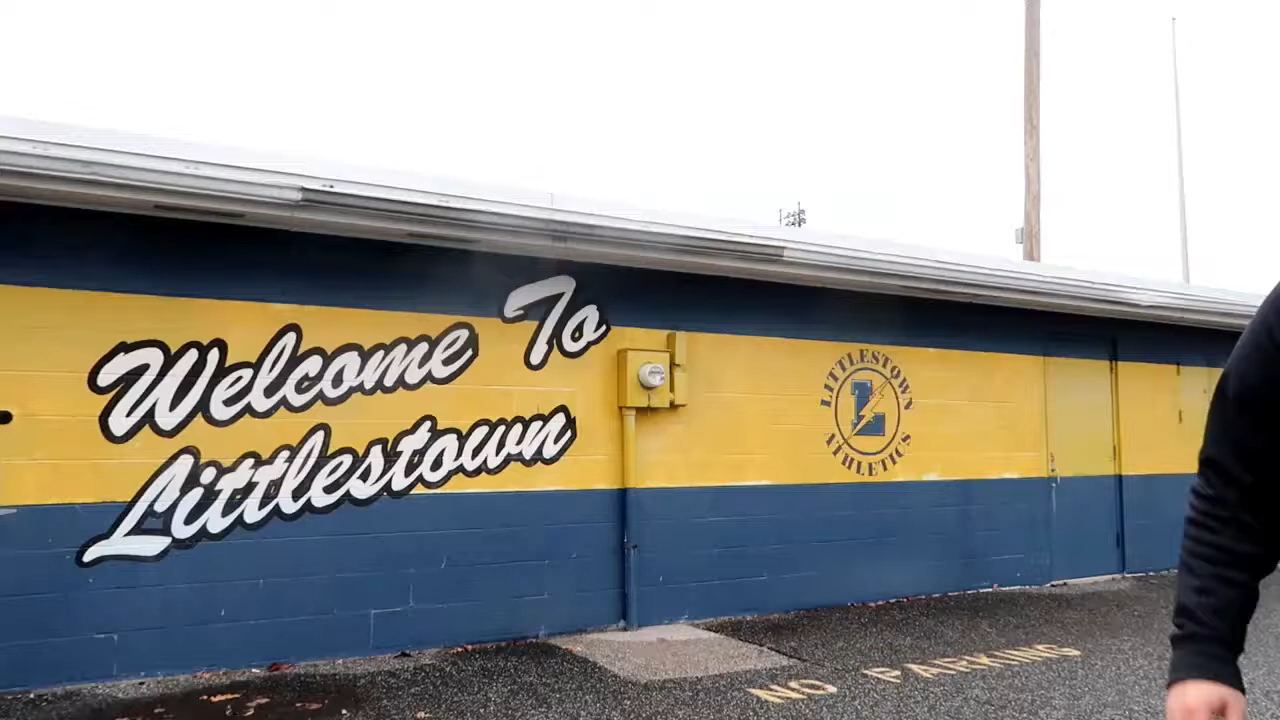 Welcome To
Littlestown
LITTLESTOWN
L
ATHLETICS
NO PARKING